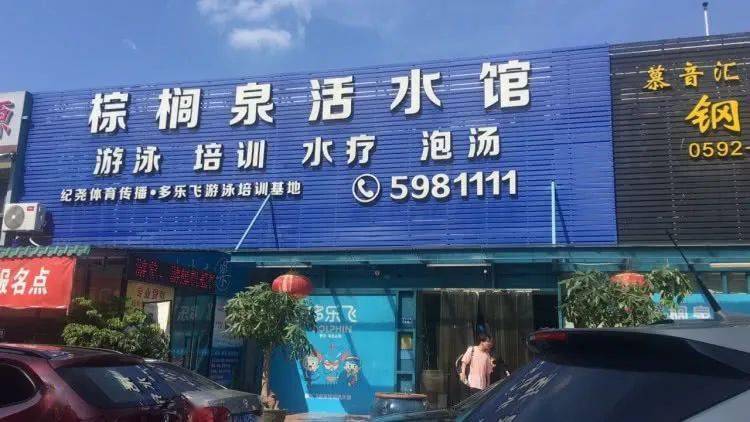 棕榈泉活水馆
游泳 培训 水疗 泡汤
纪尧体育传播·多乐飞游泳培训基地
5981111
慕音汇
钢
0592-
报名点
多乐飞
DOLPHIN